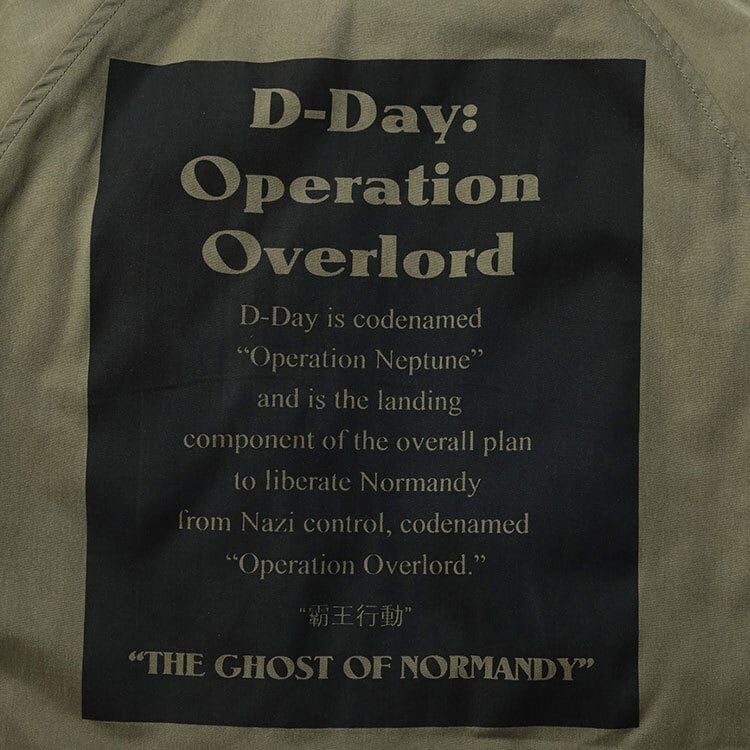 D-Day:
Operation
Overlord
D-Day is codenamed
“Operation Neptune”
and is the landing
component of the overall plan
to liberate Normandy
from Nazi control, codenamed
“Operation Overlord.”
“霸王行動”
“THE GHOST OF NORMANDY”